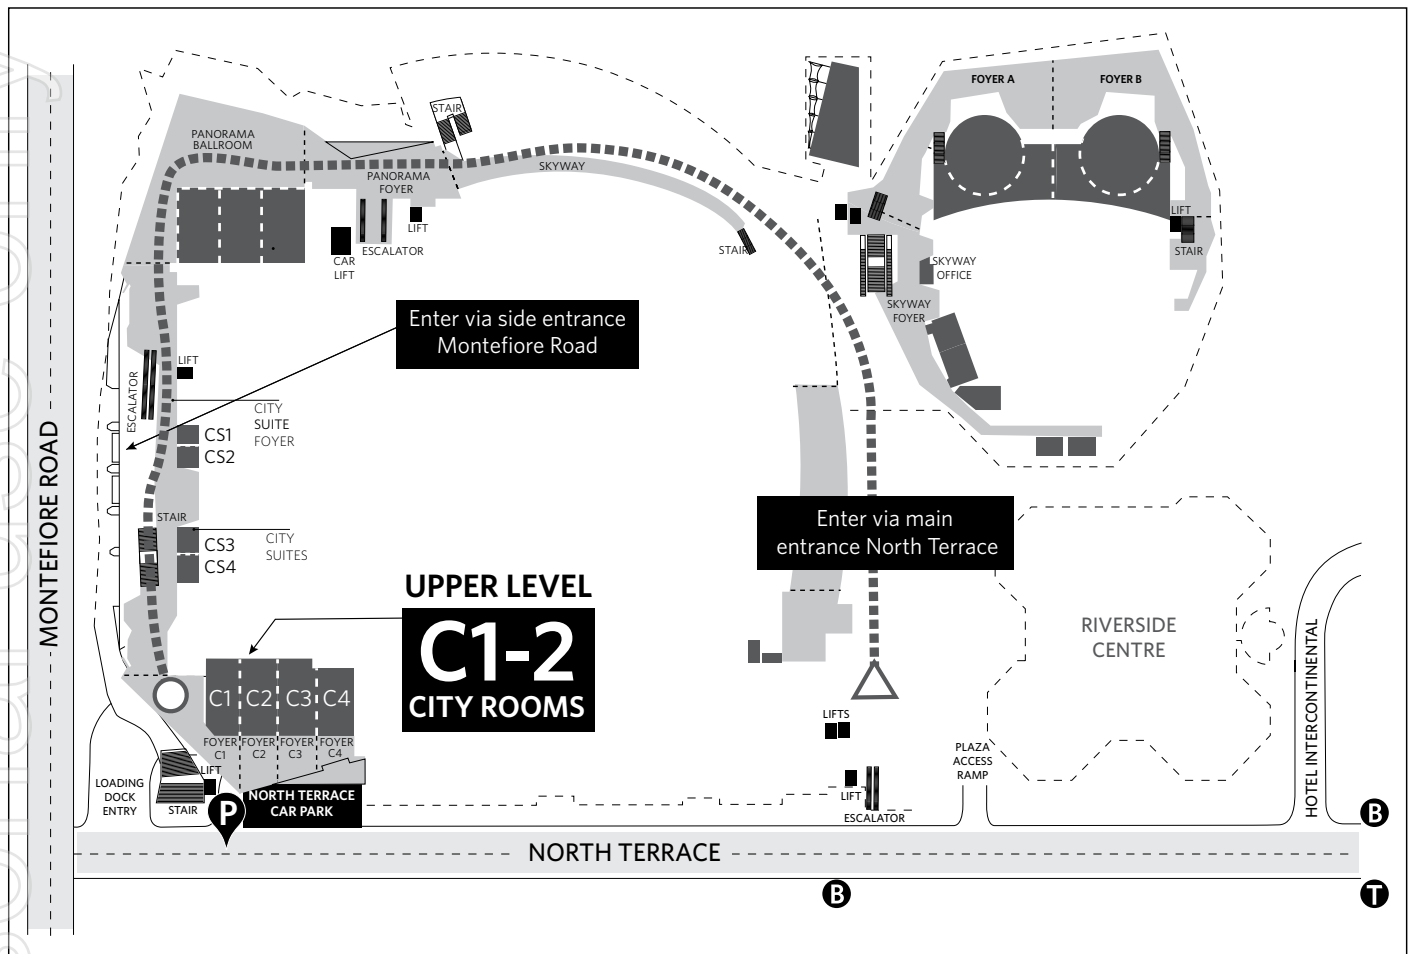 FOYER A
FOYER B
STAIR
PANORAMA
BALLROOM
SKYWAY
PANORAMA
FOYER
LIFT
ESCALATOR
CAR
LIFT
STAIR
LIFT
STAIR
SKYWAY
OFFICE
SKYWAY
FOYER
Enter via side entrance
Montefiore Road
LIFT
ESCALATOR
CITY
SUITE
FOYER
CS1
CS2
MONTEFIORE ROAD
STAIR
CITY
SUITES
CS3
CS4
Enter via main
entrance North Terrace
UPPER LEVEL
C1-2
CITY ROOMS
RIVERSIDE
CENTRE
HOTEL INTERCONTINENTAL
C1 C2 C3 C4
FOYER
C1
FOYER
C2
FOYER
C3
FOYER
C4
LIFTS
PLAZA
ACCESS
RAMP
LOADING
DOCK
ENTRY
LIFT
STAIR
P
NORTH TERRACE
CAR PARK
LIFT
ESCALATOR
B
NORTH TERRACE
B
T